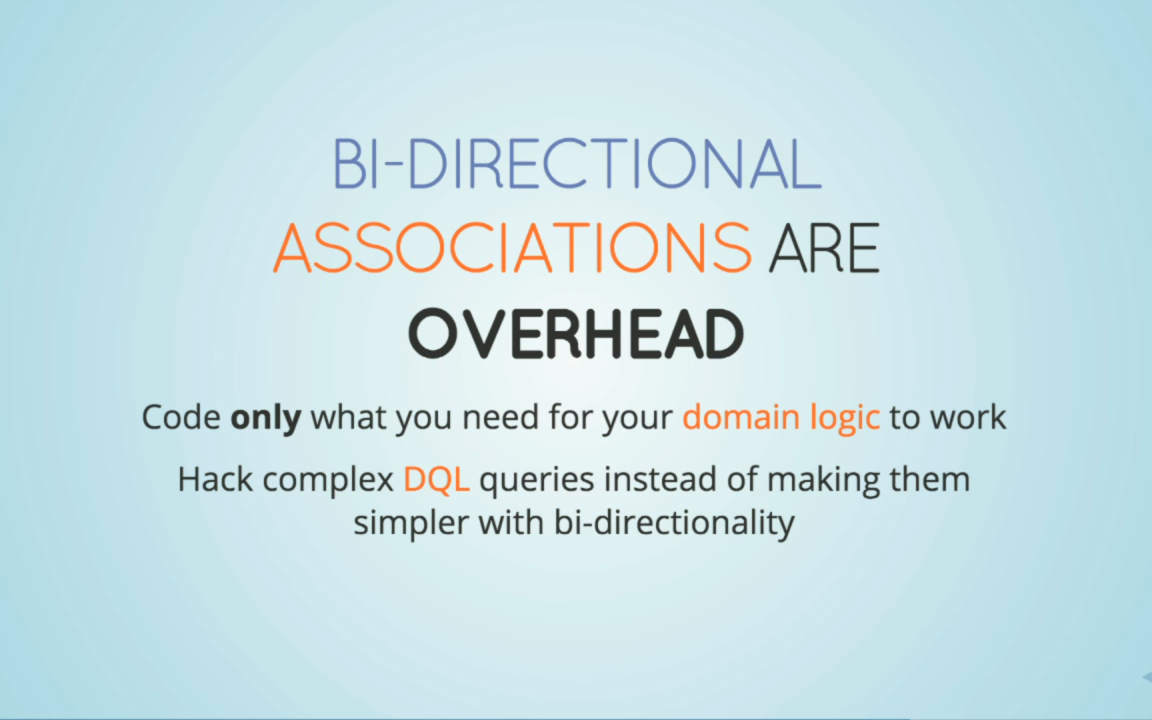 BI-DIRECTIONAL
ASSOCIATIONS ARE
OVERHEAD
Code only what you need for your domain logic to work
Hack complex DQL queries instead of making them
simpler with bi-directionality